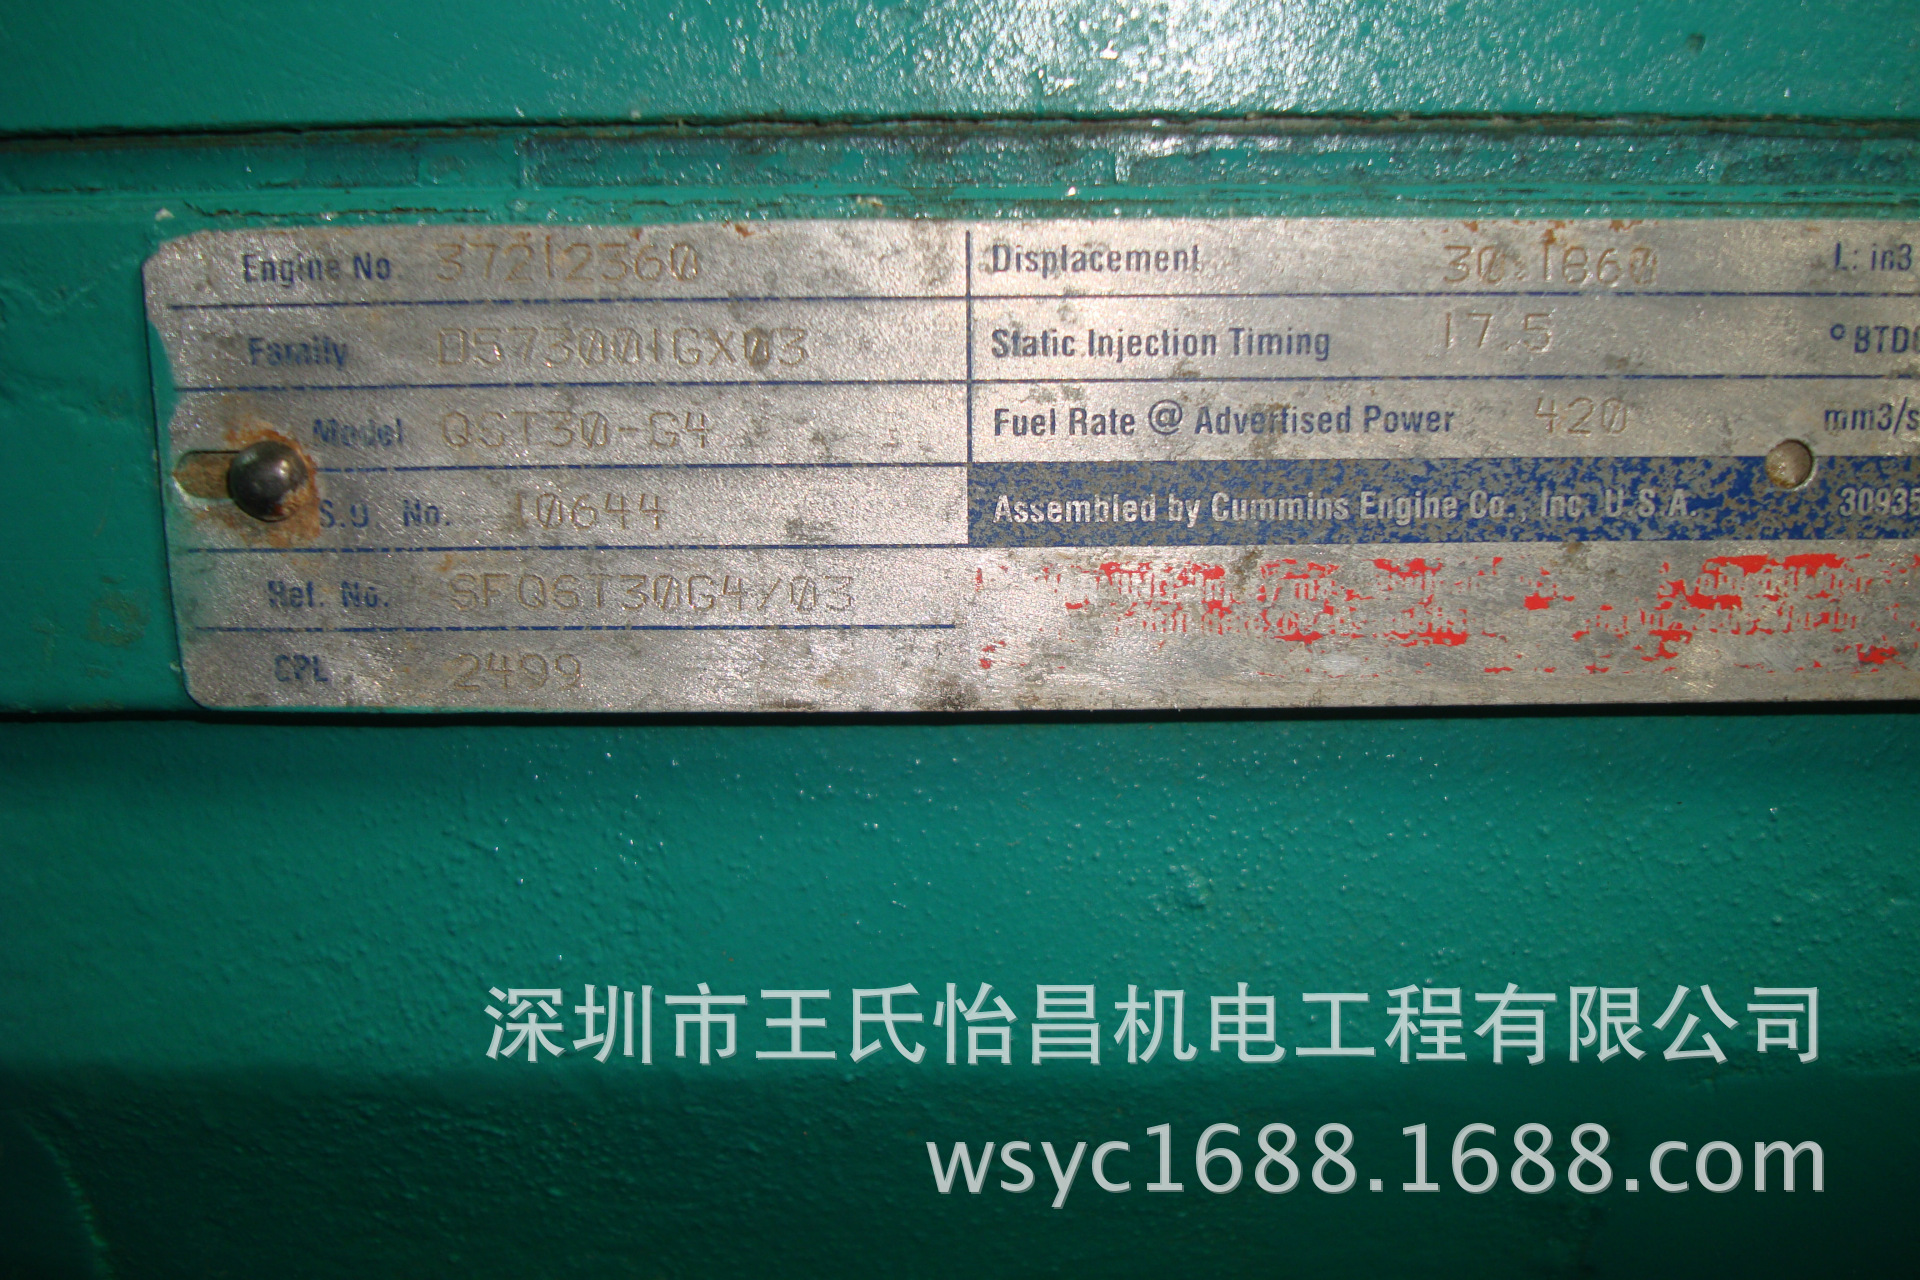 Engine No 37212360
Family D573001GX03
Model QST30-G4
S.O. No. 10644
Ref. No. SFQST30G4/03
CPL 2499
Displacement 30.1860 L: in3
Static Injection Timing 17.5 °BTD
Fuel Rate @ Advertised Power 420 mm3/s
Assembled by Cummins Engine Co., Inc. U.S.A. 30935
深圳市王氏怡昌机电工程有限公司
wsyc1688.1688.com